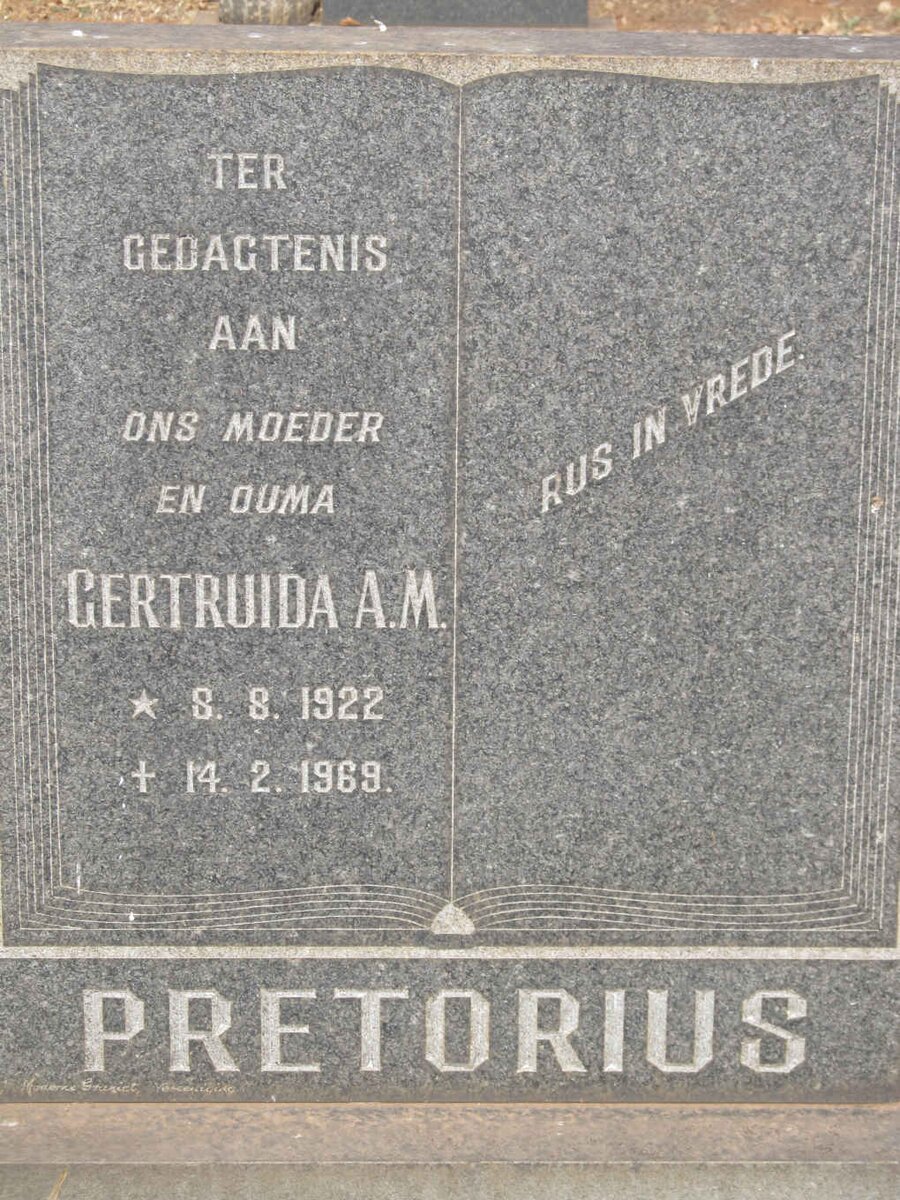 TER
GEDAGTENIS
AAN
ONS MOEDER
EN OUMA
GERTRUIDA A.M.
★ 8. 8. 1922
✝ 14. 2. 1969.
RUS IN VREDE.
PRETORIUS